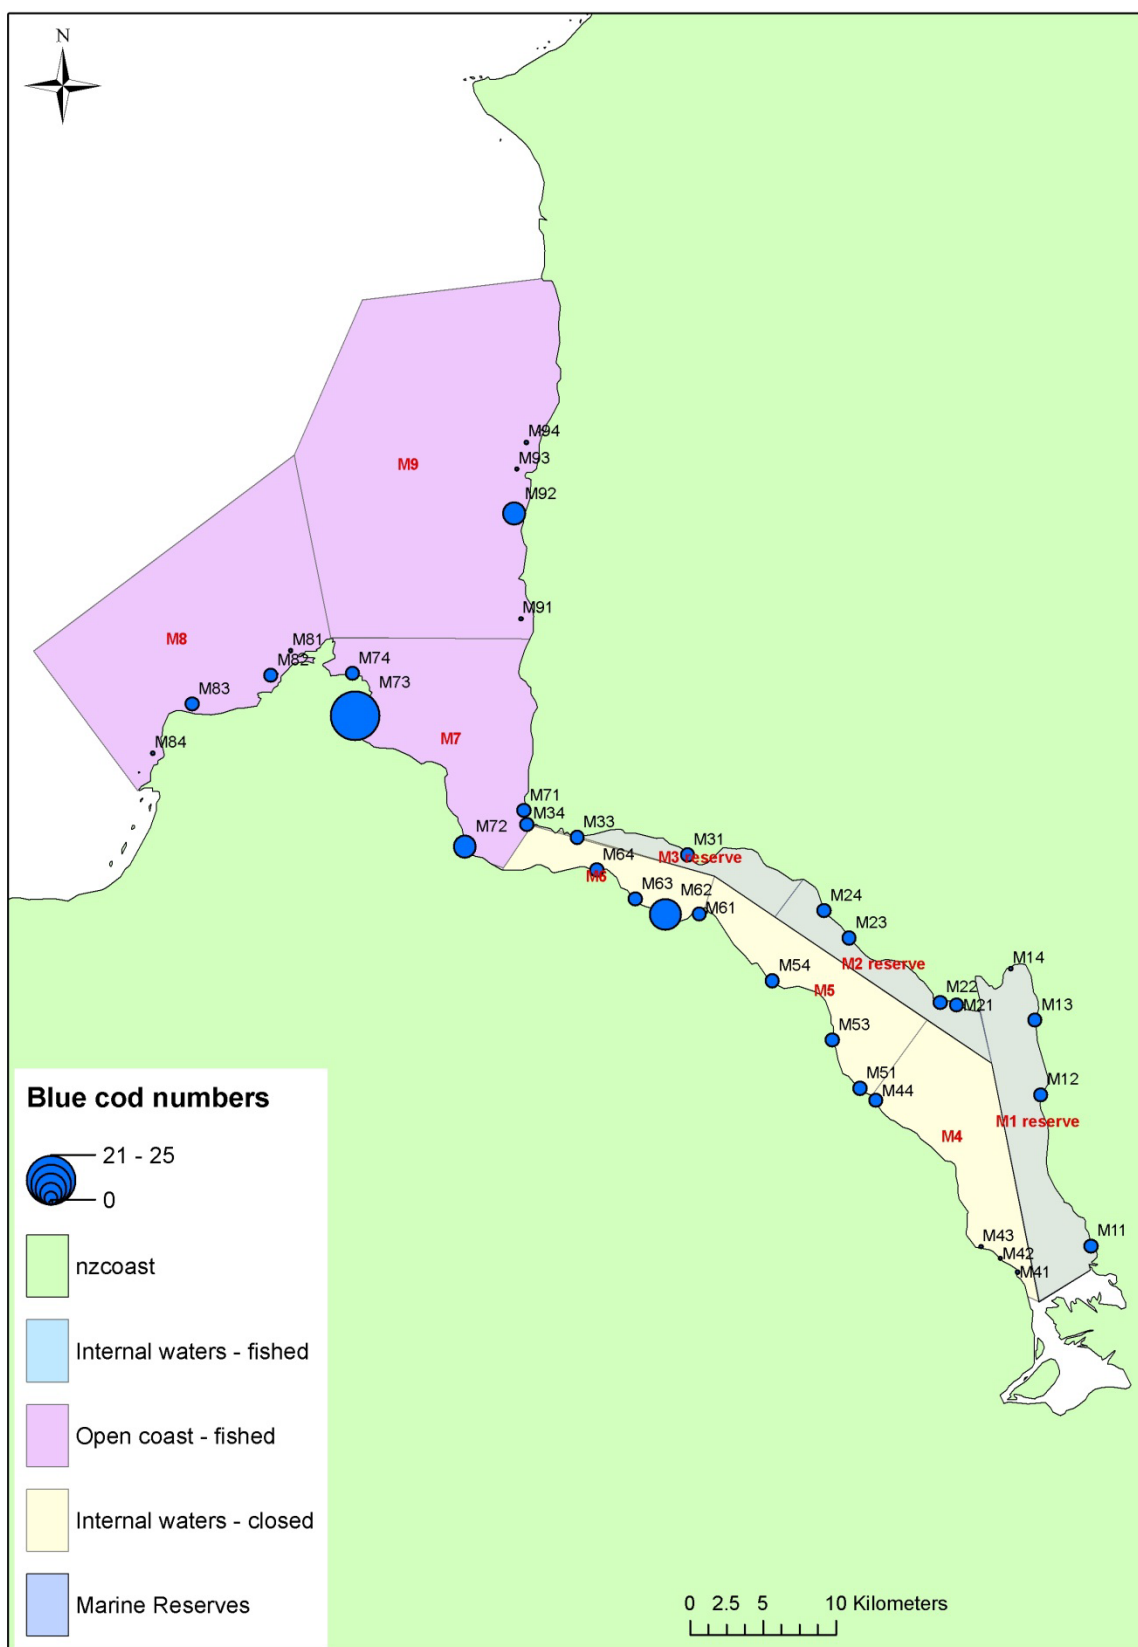 N
M94
M93
M9
M92
M91
M8
M81
M82
M74
M83
M73
M7
M84
M71
M34
M72
M33
M31
M3 reserve
M64
M6
M63
M62
M61
M24
M23
M2 reserve
M14
M54
M5
M22
M21
M13
M53
M51
M44
M12
M1 reserve
M4
M43
M42
M41
M11
Blue cod numbers
21 - 25
0
nzcoast
Internal waters - fished
Open coast - fished
Internal waters - closed
Marine Reserves
0 2.5 5 10 Kilometers